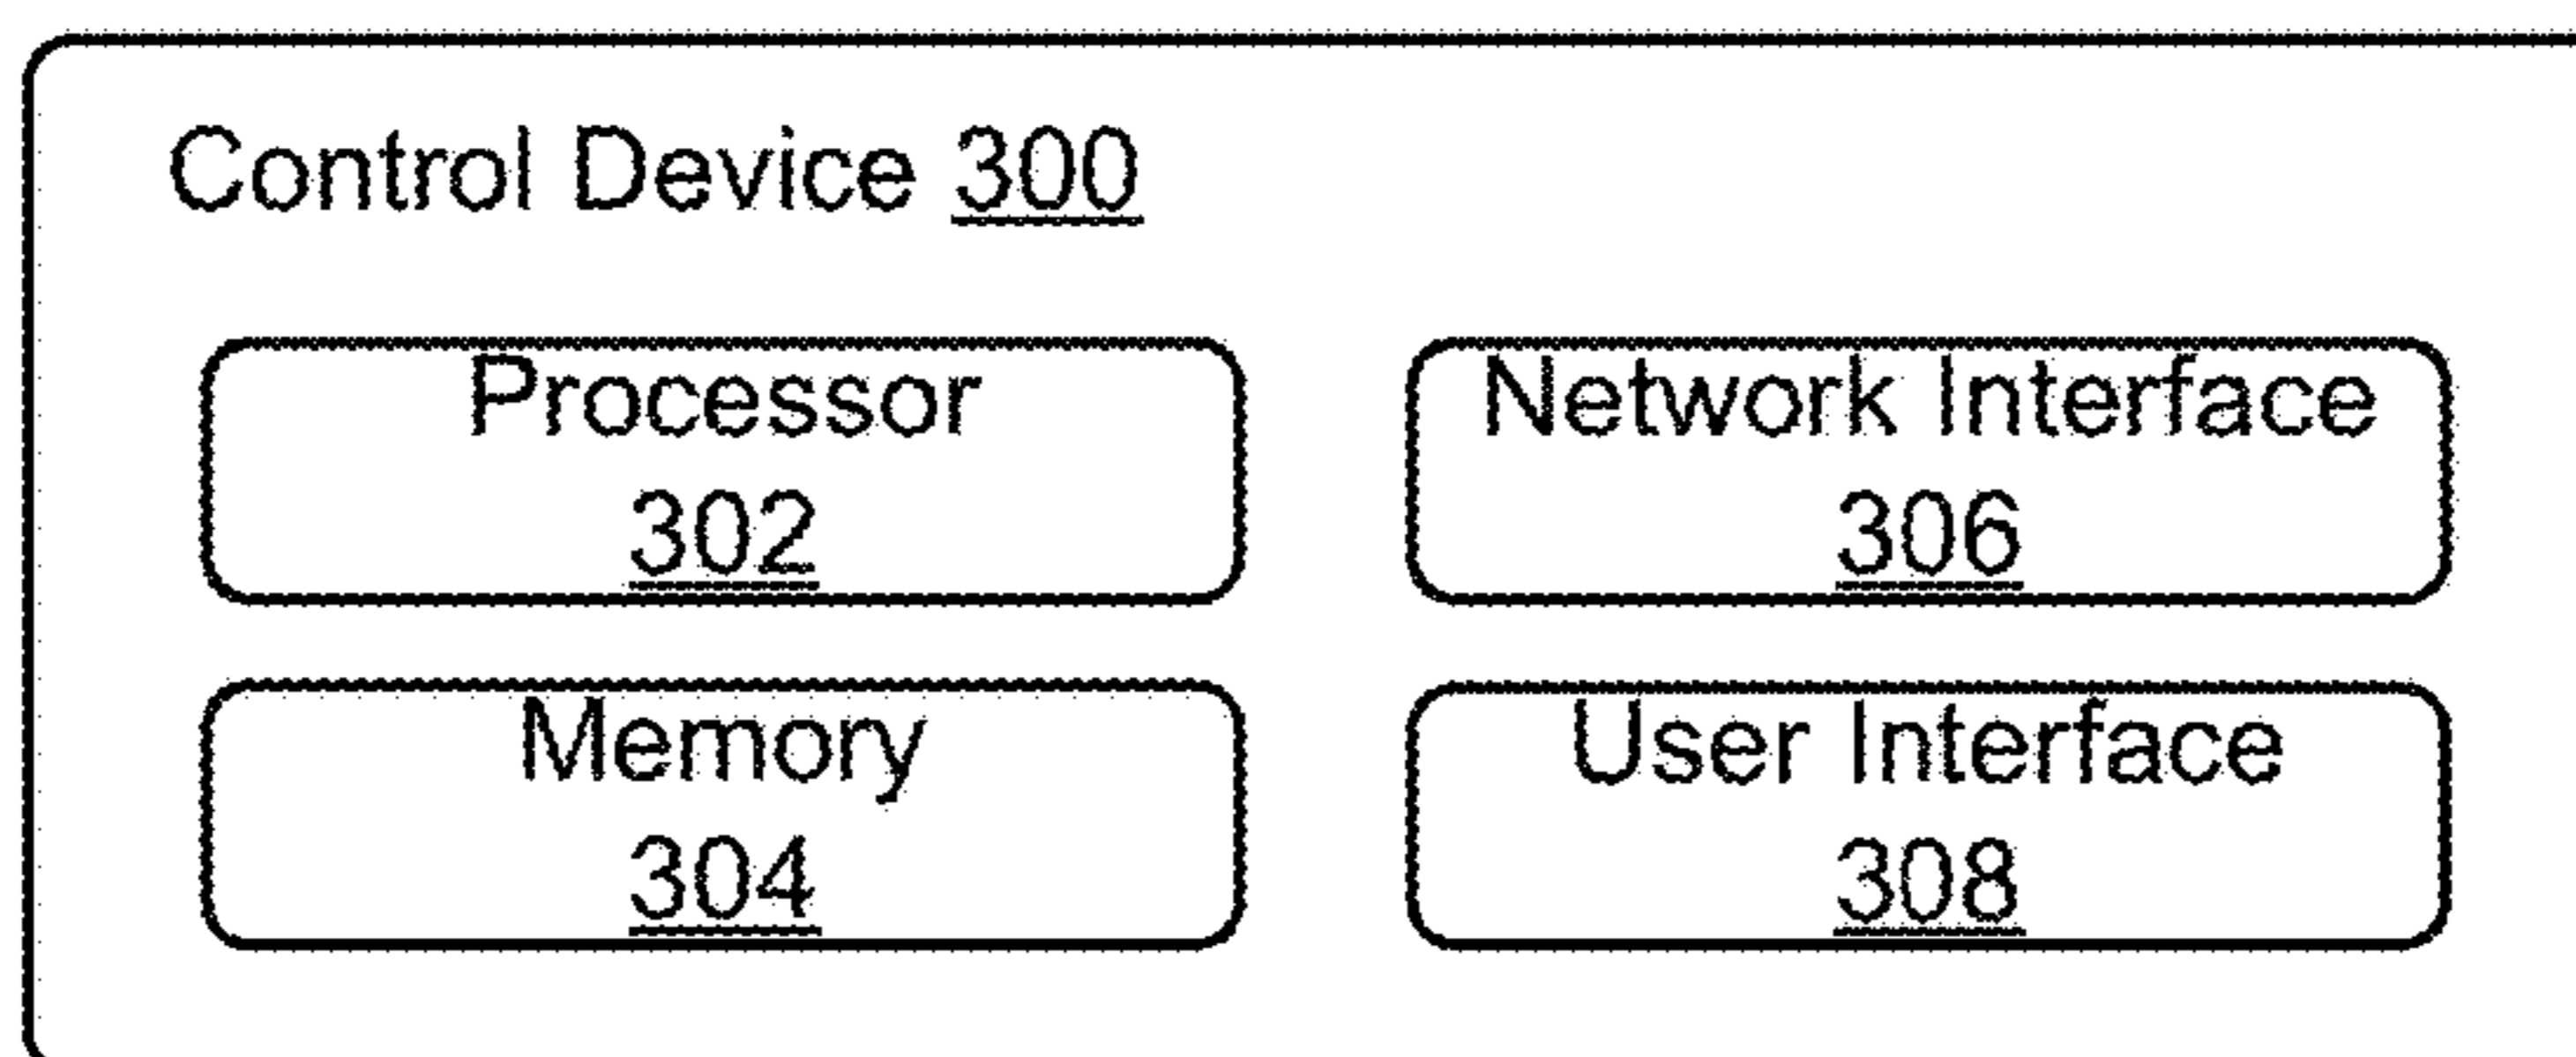 Control Device 300
Processor
302
Network Interface
306
Memory
304
User Interface
308